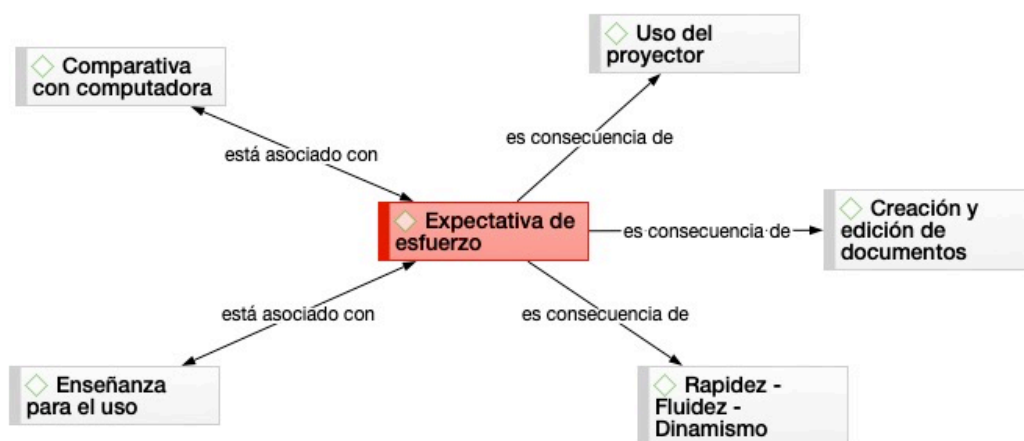 Uso del
proyector
Comparativa
con computadora
es consecuencia de
está asociado con
Expectativa de
esfuerzo
Creación y
edición de
documentos
es consecuencia de
está asociado con
es consecuencia de
Enseñanza
para el uso
Rapidez -
Fluidez -
Dinamismo